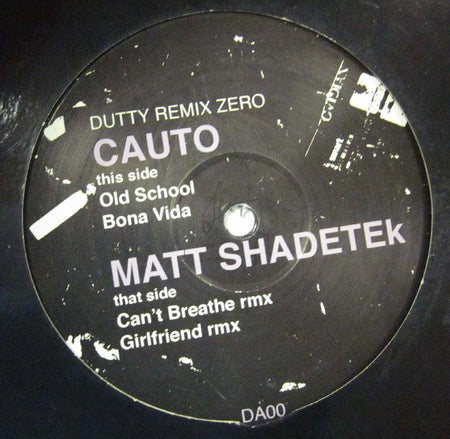 DUTTY REMIX ZERO
CAUTO
this side
Old School
Bona Vida
MATT SHADETEk
that side
Can't Breathe rmx
Girlfriend rmx
DA00